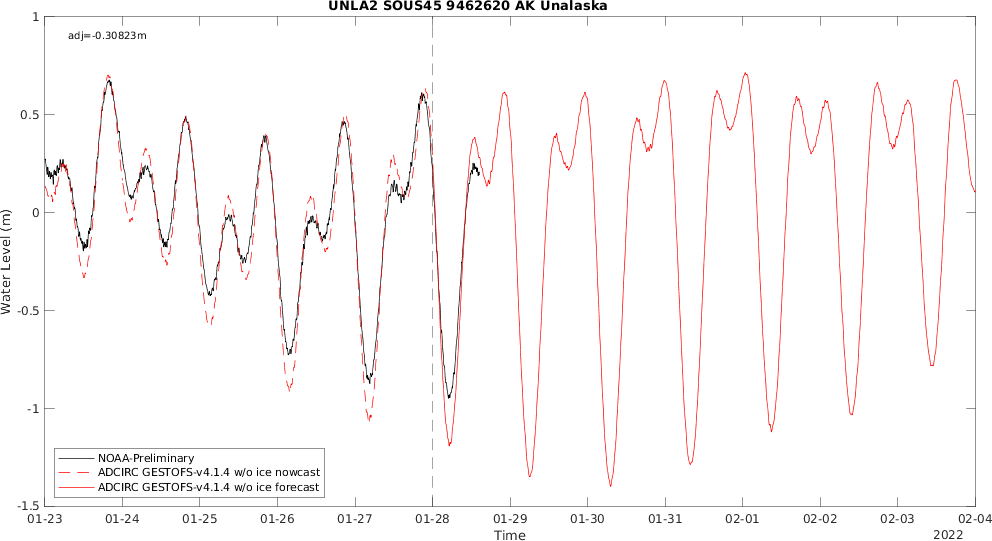 UNLA2 SOUS45 9462620 AK Unalaska
adj=-0.30823m
1
0.5
0
-0.5
-1
-1.5
Water Level (m)
NOAA-Preliminary
ADCIRC GESTOFS-v4.1.4 w/o ice nowcast
ADCIRC GESTOFS-v4.1.4 w/o ice forecast
01-23 01-24 01-25 01-26 01-27 01-28 01-29 01-30 01-31 02-01 02-02 02-03 02-04
Time
2022